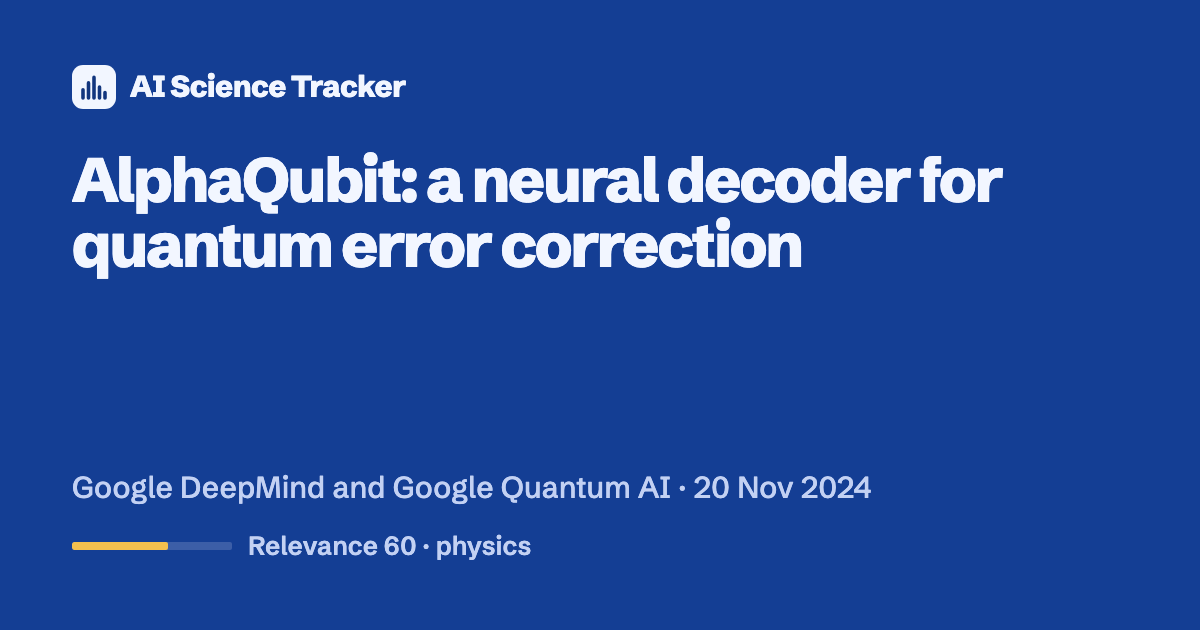 AI Science Tracker
AlphaQubit: a neural decoder for
quantum error correction
Google DeepMind and Google Quantum AI · 20 Nov 2024
Relevance 60 · physics